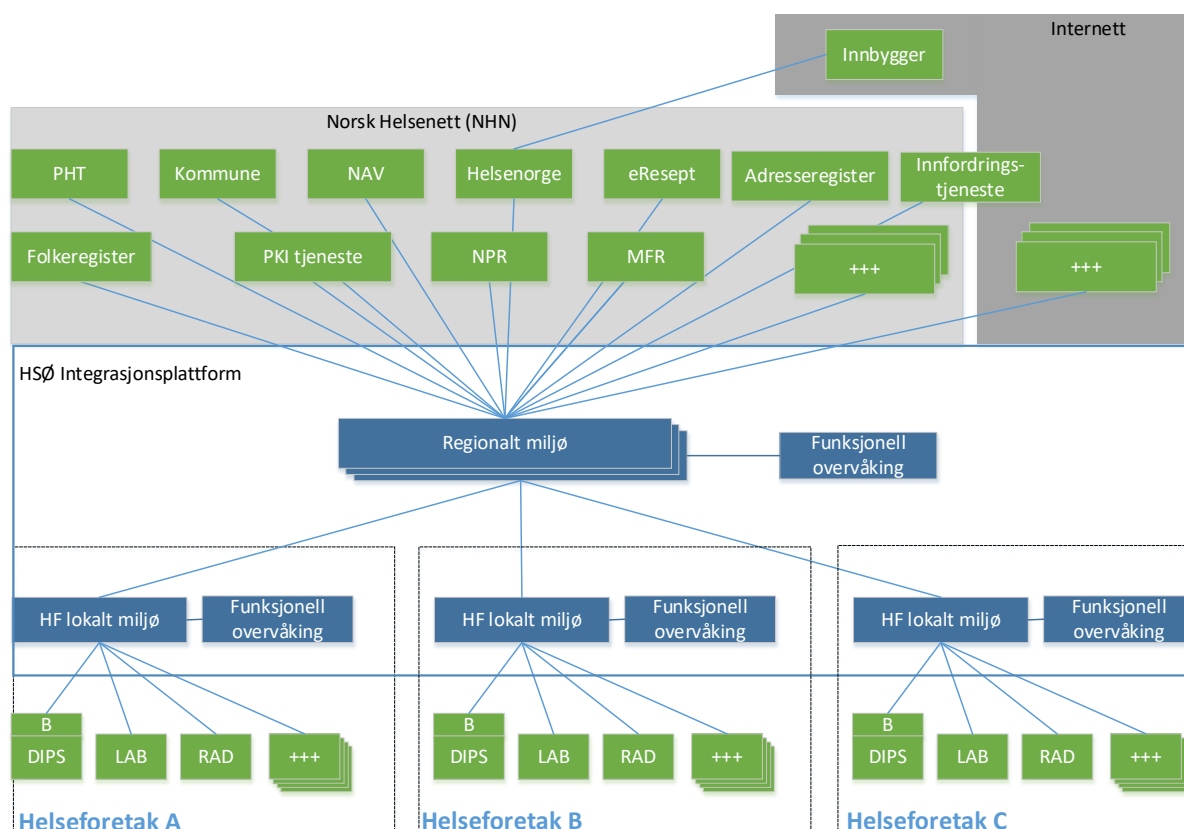 Internett
Innbygger
Norsk Helsenett (NHN)
PHT
Kommune
NAV
Helsenorge
eResept
Adresseregister
Innfordrings-
tjeneste
Folkeregister
PKI tjeneste
NPR
MFR
+++
+++
HSØ Integrasjonsplattform
Regionalt miljø
Funksjonell
overvåking
HF lokalt miljø
Funksjonell
overvåking
HF lokalt miljø
Funksjonell
overvåking
HF lokalt miljø
Funksjonell
overvåking
B
DIPS
LAB
RAD
+++
B
DIPS
LAB
RAD
+++
B
DIPS
LAB
RAD
+++
Helseforetak A
Helseforetak B
Helseforetak C